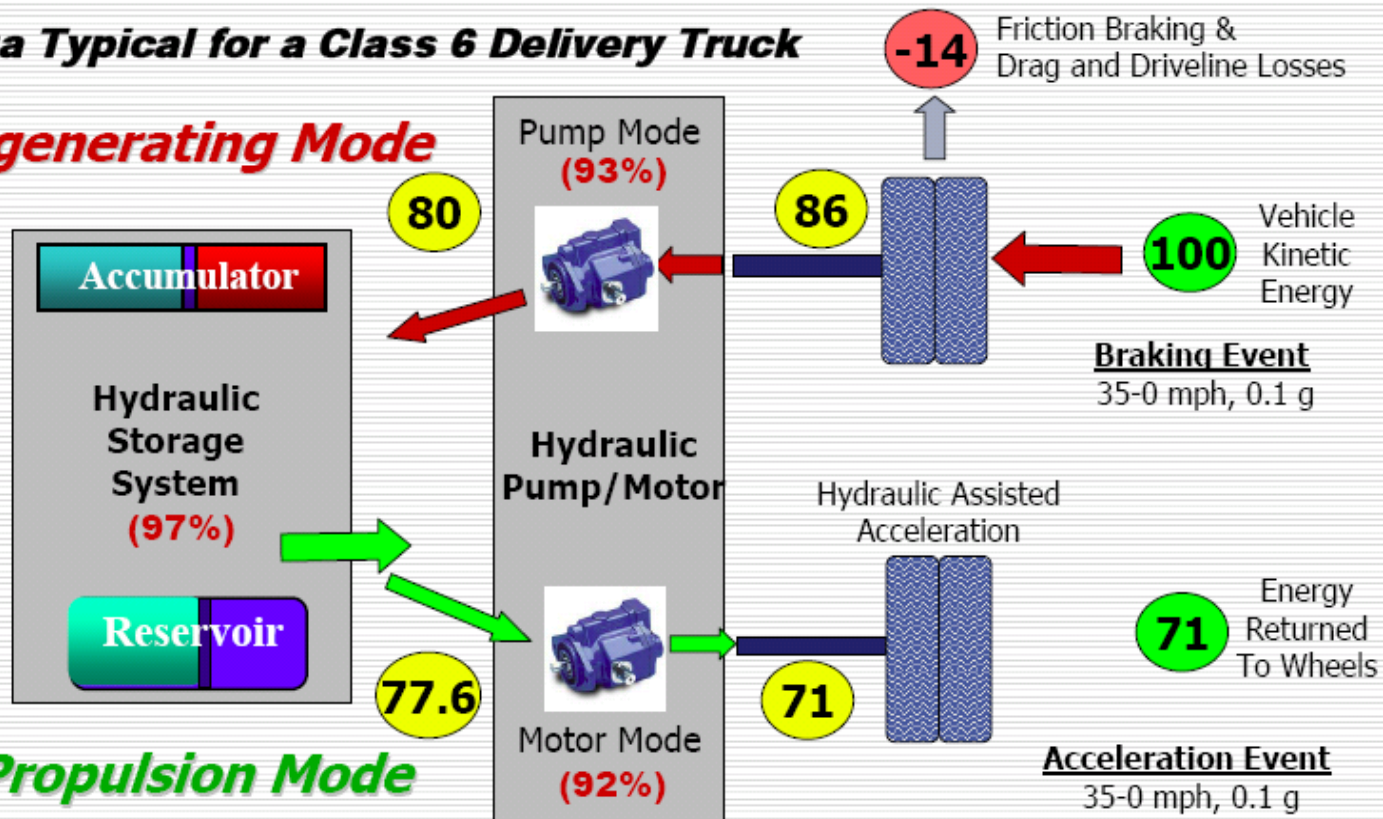 a Typical for a Class 6 Delivery Truck
-14
Friction Braking &
Drag and Driveline Losses
generating Mode
Pump Mode
(93%)
80
86
100
Vehicle
Kinetic
Energy
Accumulator
Braking Event
35-0 mph, 0.1 g
Hydraulic
Storage
System
(97%)
Hydraulic
Pump/Motor
Hydraulic Assisted
Acceleration
Reservoir
71
Energy
Returned
To Wheels
77.6
71
Motor Mode
(92%)
Propulsion Mode
Acceleration Event
35-0 mph, 0.1 g